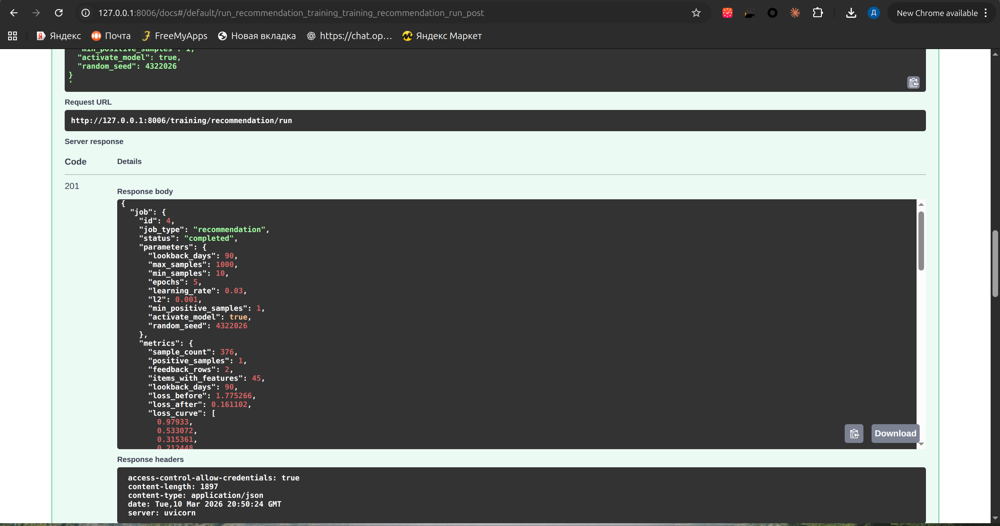 127.0.0.1:8006/docs#/default/run_recommendation_training_training_recommendation_run_post
Д
New Chrome available
Яндекс
Почта
FreeMyApps
Новая вкладка
https://chat.op...
Яндекс Маркет
"min_positive_samples": 1,
"activate_model": true,
"random_seed": 4322026
}
'
Request URL
http://127.0.0.1:8006/training/recommendation/run
Server response
Code
Details
201
Response body
{
"job": {
"id": 4,
"job_type": "recommendation",
"status": "completed",
"parameters": {
"lookback_days": 90,
"max_samples": 1000,
"min_samples": 10,
"epochs": 5,
"learning_rate": 0.03,
"l2": 0.001,
"min_positive_samples": 1,
"activate_model": true,
"random_seed": 4322026
},
"metrics": {
"sample_count": 376,
"positive_samples": 1,
"feedback_rows": 2,
"items_with_features": 45,
"lookback_days": 90,
"loss_before": 1.775266,
"loss_after": 0.161102,
"loss_curve": [
0.97933,
0.533072,
0.315361,
0.212448
Download
Response headers
access-control-allow-credentials: true
content-length: 1897
content-type: application/json
date: Tue,10 Mar 2026 20:50:24 GMT
server: uvicorn